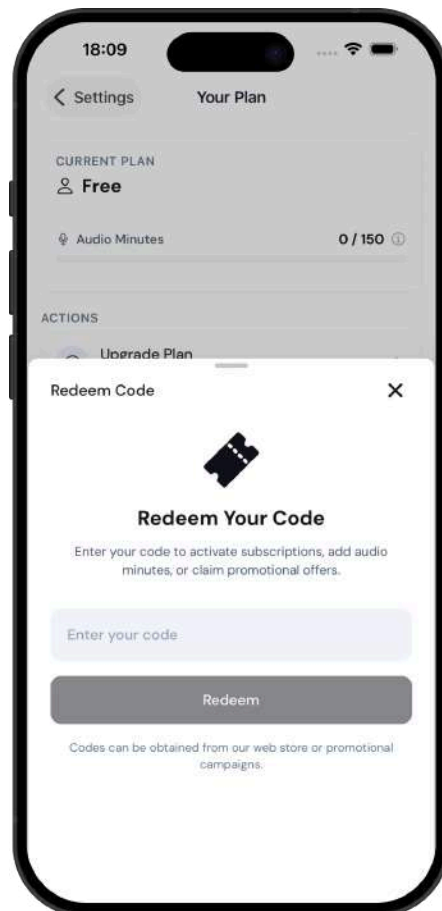 18:09
Settings
Your Plan
CURRENT PLAN
Free
Audio Minutes
0 / 150
ACTIONS
Upgrade Plan
Redeem Code
Redeem Your Code
Enter your code to activate subscriptions, add audio
minutes, or claim promotional offers.
Enter your code
Redeem
Codes can be obtained from our web store or promotional
campaigns.